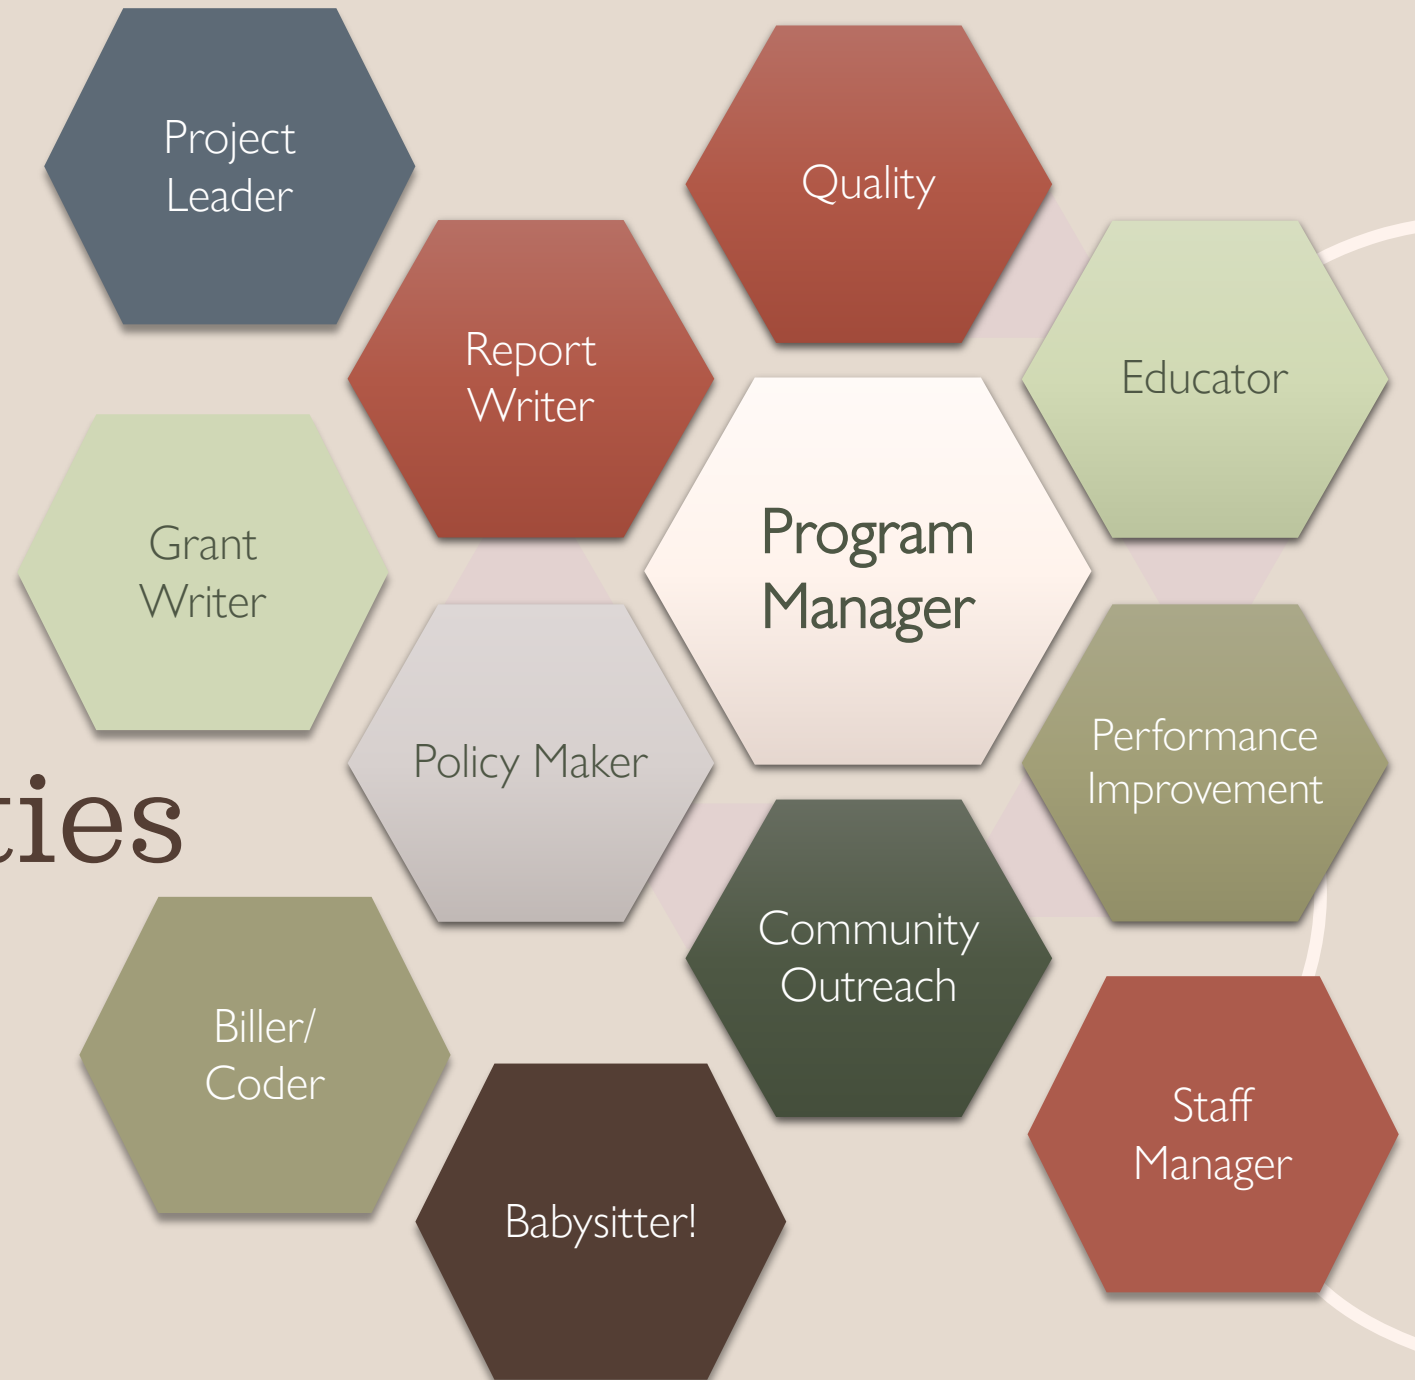 Project
Leader
Quality
Report
Writer
Educator
Grant
Writer
Program
Manager
Policy Maker
Performance
Improvement
ties
Community
Outreach
Biller/
Coder
Staff
Manager
Babysitter!